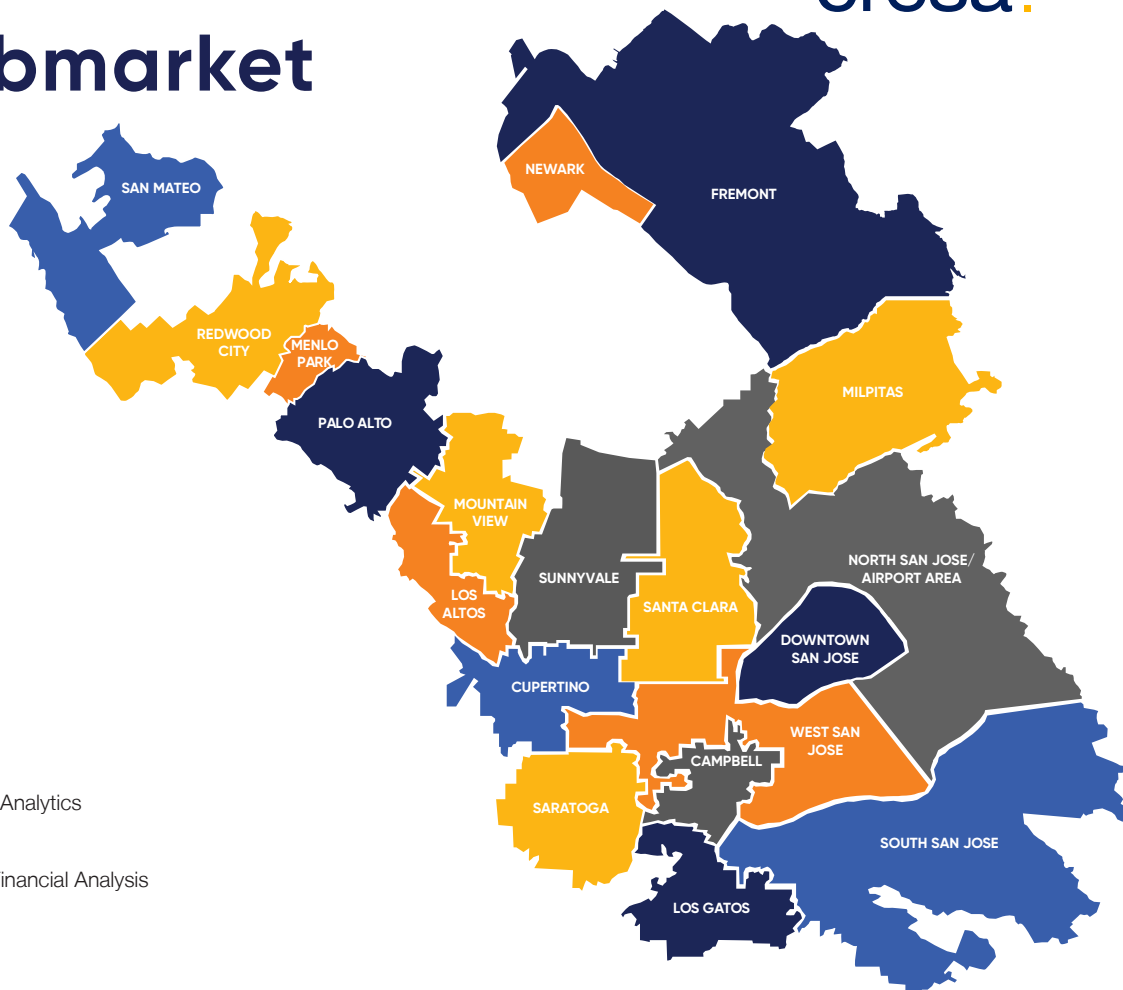 bmarket
SAN MATEO
NEWARK
FREMONT
REDWOOD
CITY
MENLO
PARK
PALO ALTO
MILPITAS
MOUNTAIN
VIEW
SUNNYVALE
NORTH SAN JOSE/
AIRPORT AREA
LOS
ALTOS
SANTA CLARA
DOWNTOWN
SAN JOSE
CUPERTINO
WEST SAN
JOSE
CAMPBELL
SARATOGA
Analytics
SOUTH SAN JOSE
inancial Analysis
LOS GATOS